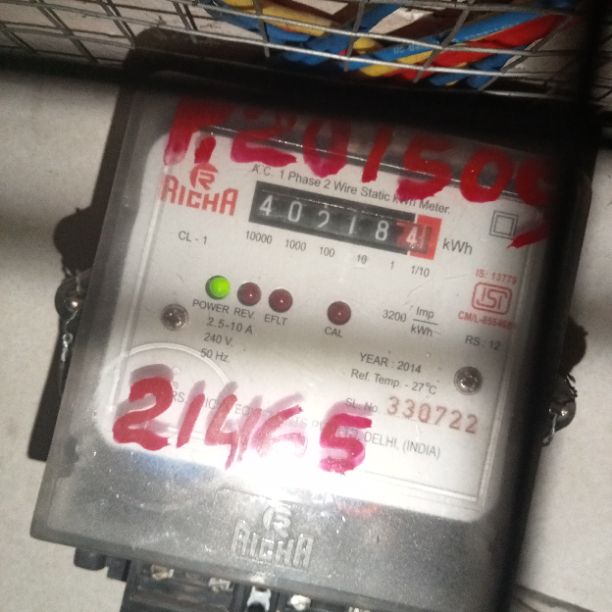 R201509
A.C. 1 Phase 2 Wire Static kWh Meter.
RICHA
402184 kWh
CL - 1 10000 1000 100 10 1 1/10
IS: 13779
ISI
POWER REV. EFLT CAL 3200 Imp/kWh
2.5-10 A
240 V.
50 Hz.
RS: 12
YEAR : 2014
Ref. Temp. - 27°C
SL. No. 330722
21465
DELHI, (INDIA)
RICHA